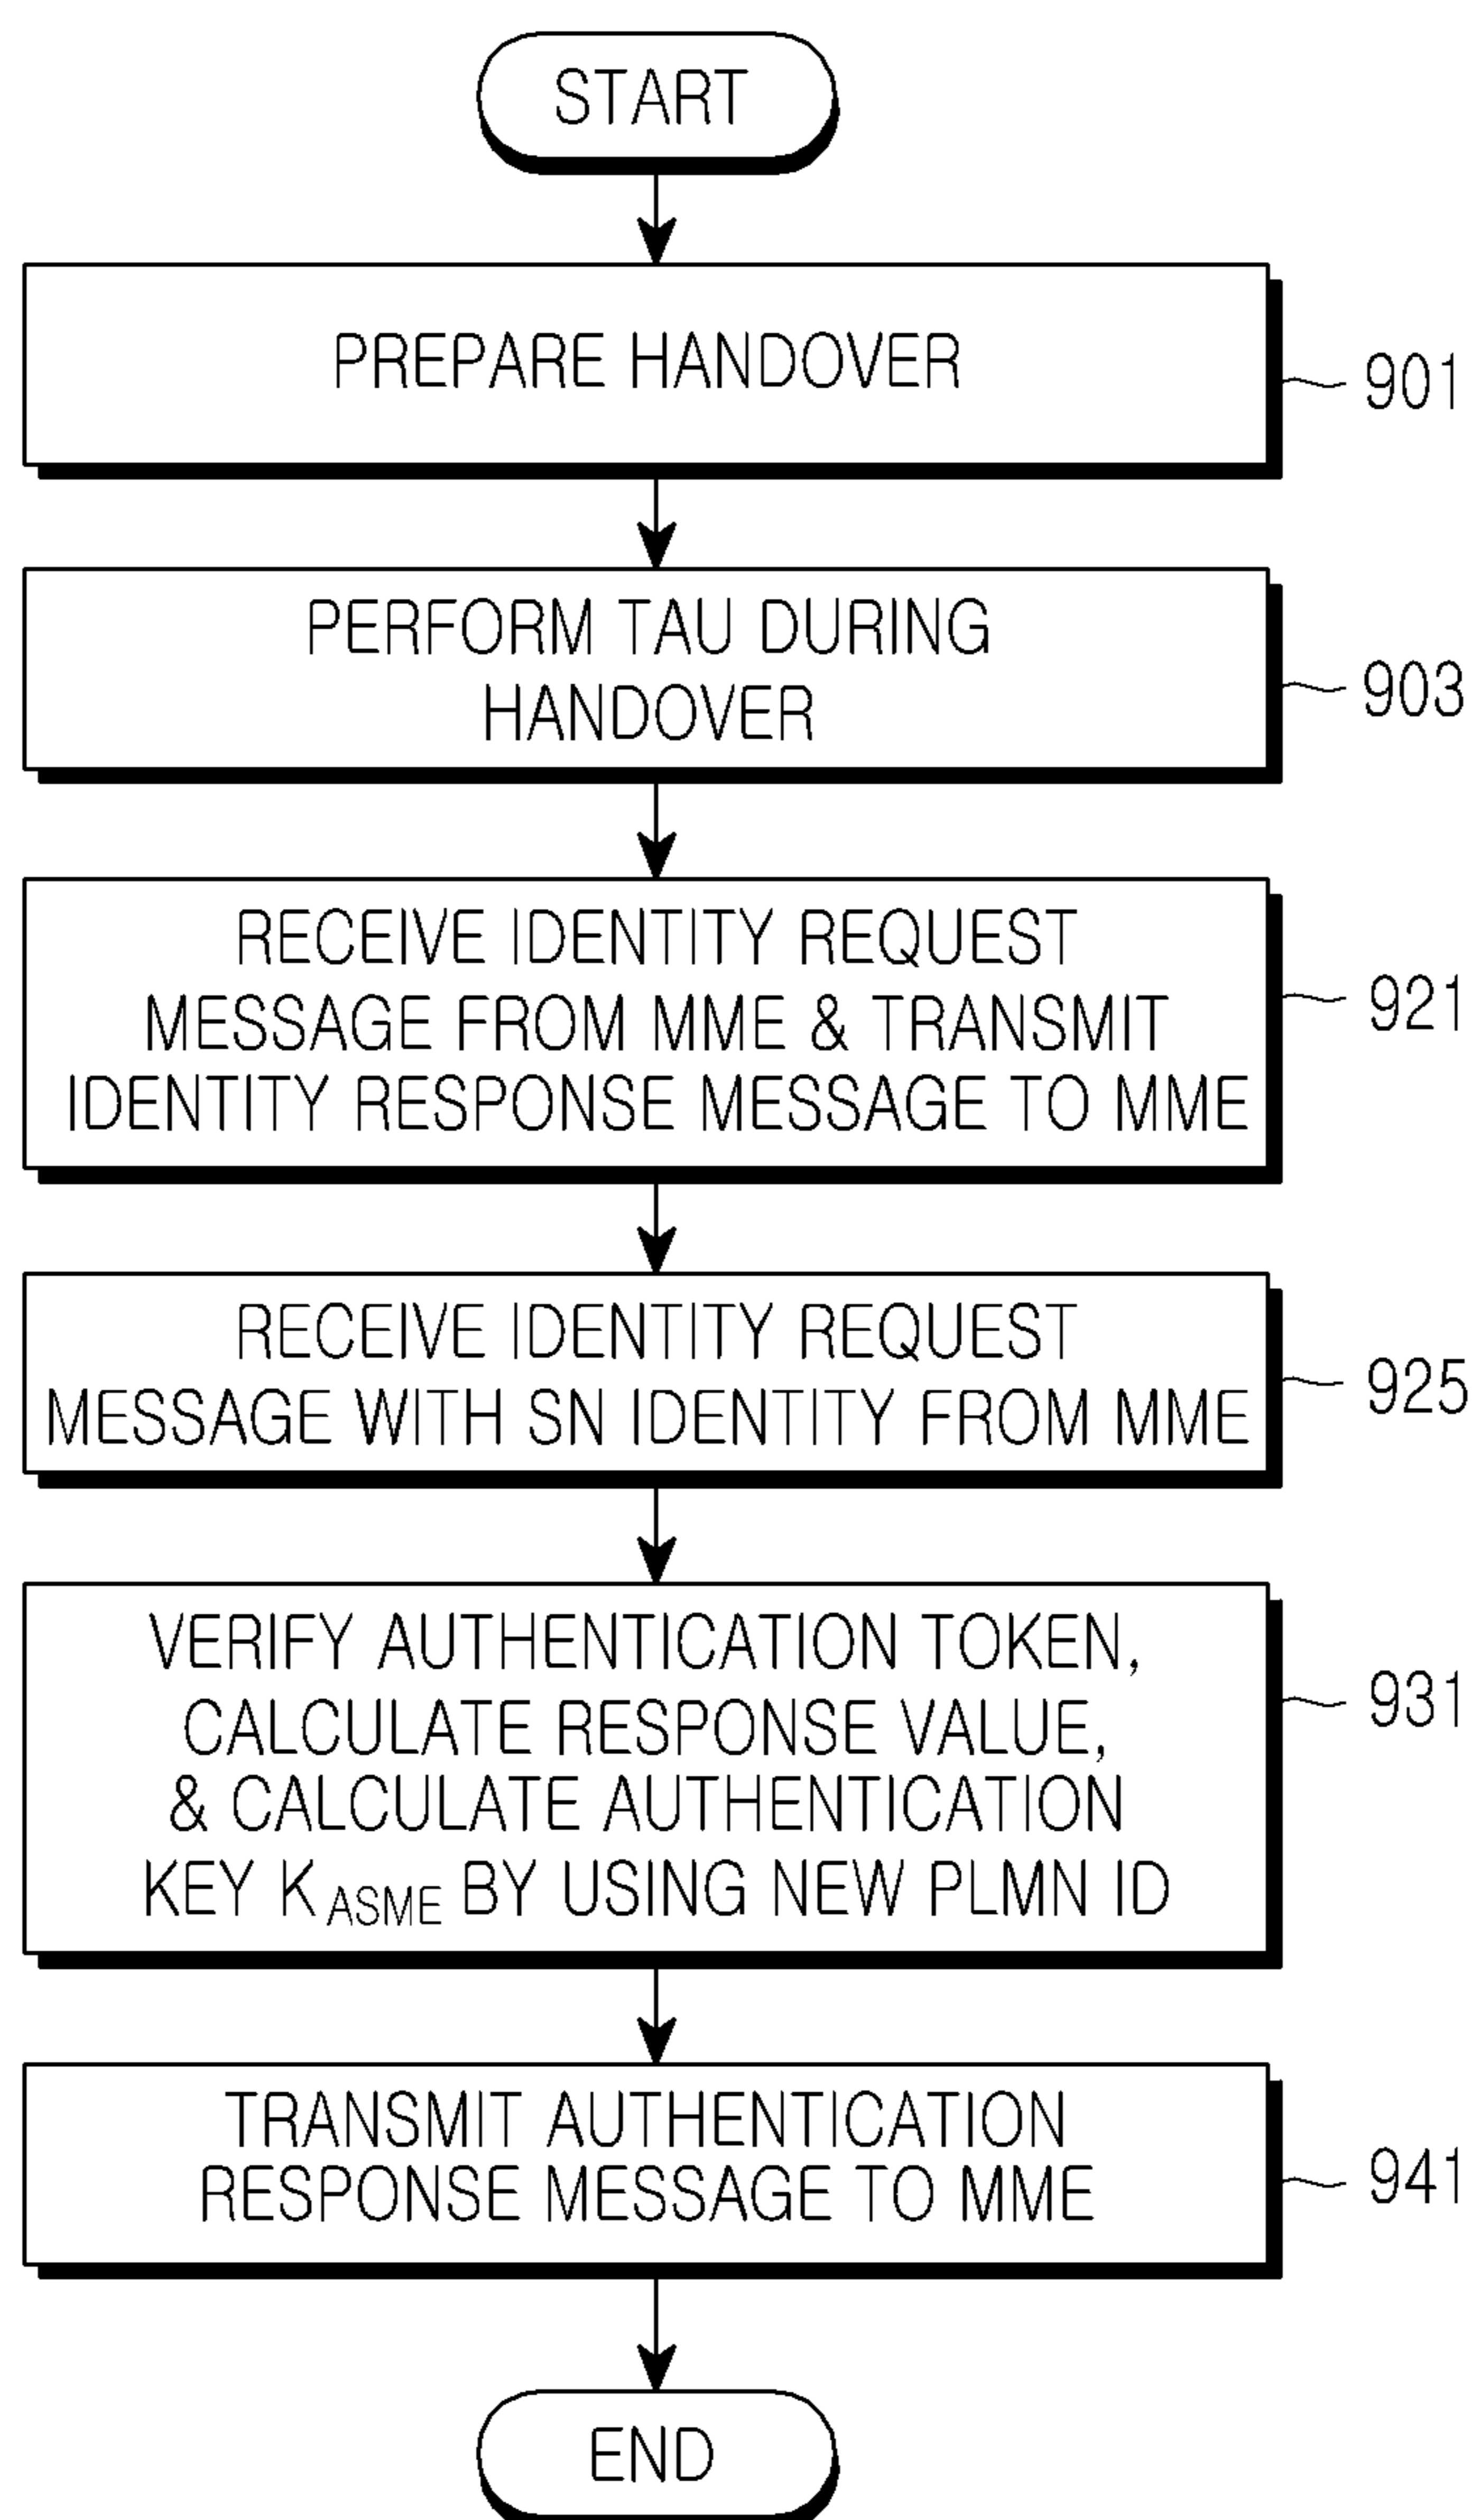 START
PREPARE HANDOVER
901
PERFORM TAU DURING
HANDOVER
903
RECEIVE IDENTITY REQUEST
MESSAGE FROM MME & TRANSMIT
IDENTITY RESPONSE MESSAGE TO MME
921
RECEIVE IDENTITY REQUEST
MESSAGE WITH SN IDENTITY FROM MME
925
VERIFY AUTHENTICATION TOKEN,
CALCULATE RESPONSE VALUE,
& CALCULATE AUTHENTICATION
KEY K ASME BY USING NEW PLMN ID
931
TRANSMIT AUTHENTICATION
RESPONSE MESSAGE TO MME
941
END